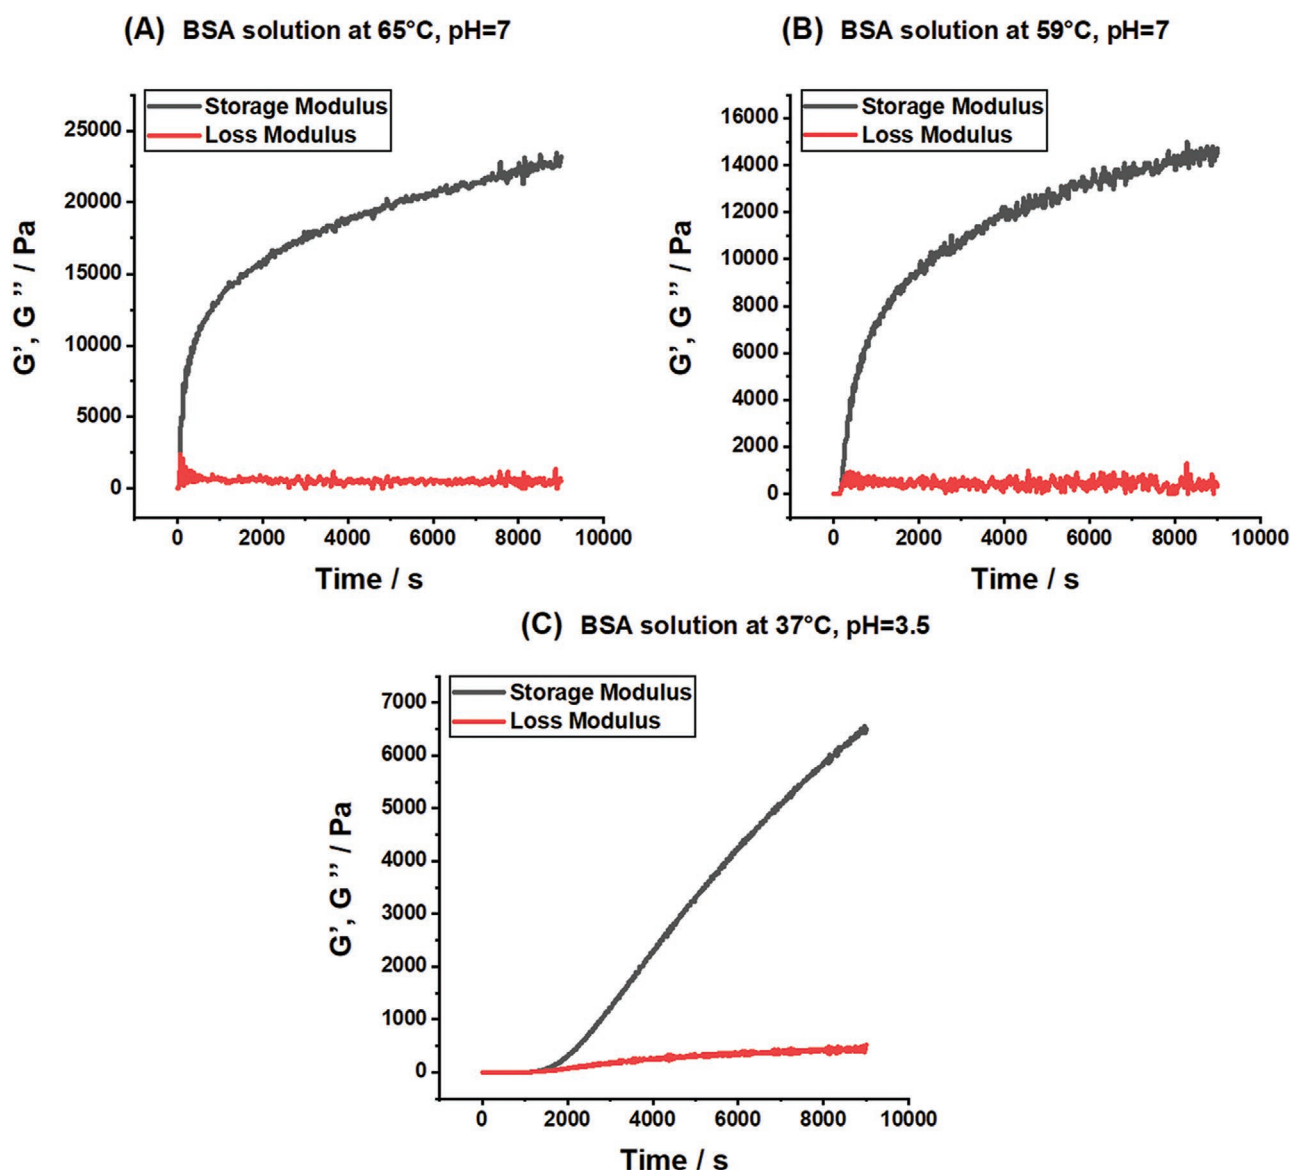 (A) BSA solution at 65°C, pH=7
Storage Modulus
Loss Modulus
25000
20000
15000
10000
5000
0
G’, G ” / Pa
0 2000 4000 6000 8000 10000
Time / s
(B) BSA solution at 59°C, pH=7
Storage Modulus
Loss Modulus
16000
14000
12000
10000
8000
6000
4000
2000
0
G’, G ” / Pa
0 2000 4000 6000 8000 10000
Time / s
(C) BSA solution at 37°C, pH=3.5
Storage Modulus
Loss Modulus
7000
6000
5000
4000
3000
2000
1000
0
G’, G ” / Pa
0 2000 4000 6000 8000 10000
Time / s